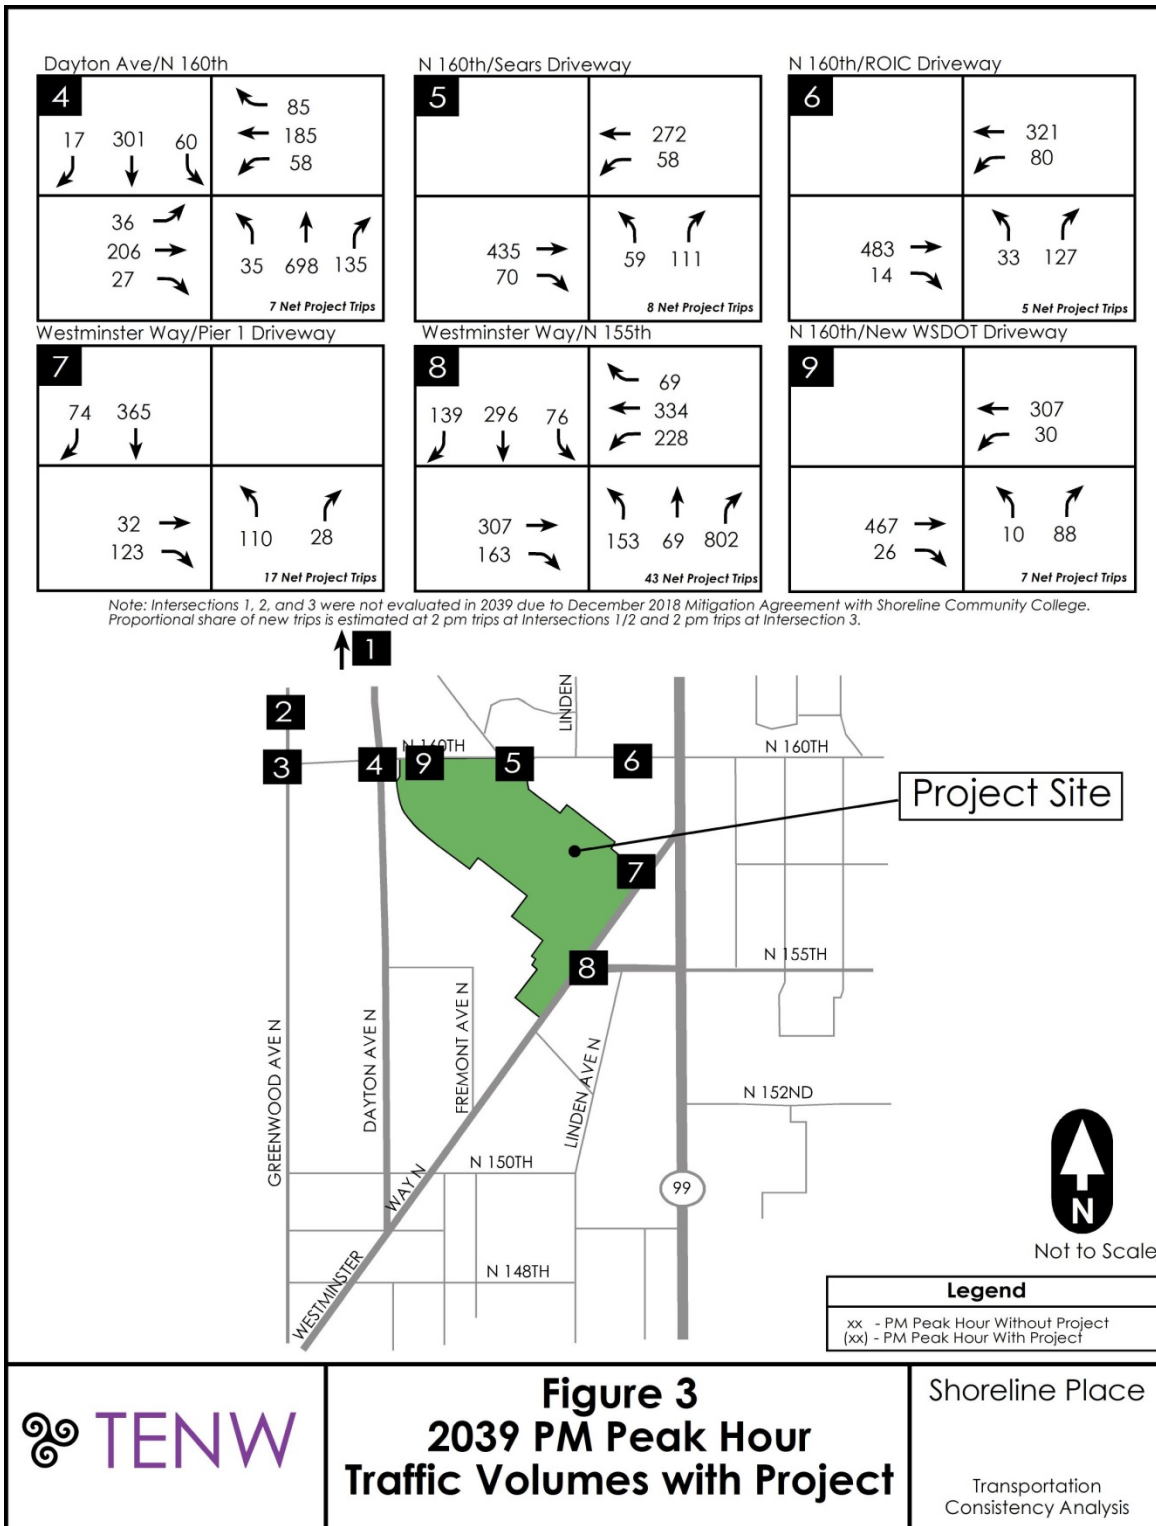 Dayton Ave/N 160th
4
17 301 60
85
185
58
36
206
27
35 698 135
7 Net Project Trips
N 160th/Sears Driveway
5
272
58
435
70
59 111
8 Net Project Trips
N 160th/ROIC Driveway
6
321
80
483
14
33 127
5 Net Project Trips
Westminster Way/Pier 1 Driveway
7
74 365
32
123
110 28
17 Net Project Trips
Westminster Way/N 155th
8
139 296 76
69
334
228
307
163
153 69 802
43 Net Project Trips
N 160th/New WSDOT Driveway
9
307
30
467
26
10 88
7 Net Project Trips
Note: Intersections 1, 2, and 3 were not evaluated in 2039 due to December 2018 Mitigation Agreement with Shoreline Community College.
Proportional share of new trips is estimated at 2 pm trips at Intersections 1/2 and 2 pm trips at Intersection 3.
1
2
3
4
9
5
6
7
8
N 160TH
LINDEN
N 160TH
Project Site
N 155TH
GREENWOOD AVE N
DAYTON AVE N
FREMONT AVE N
LINDEN AVE N
N 152ND
N 150TH
99
WESTMINSTER WAY N
N 148TH
N
Not to Scale
Legend
xx - PM Peak Hour Without Project
(xx) - PM Peak Hour With Project
TENW
Figure 3
2039 PM Peak Hour
Traffic Volumes with Project
Shoreline Place
Transportation
Consistency Analysis